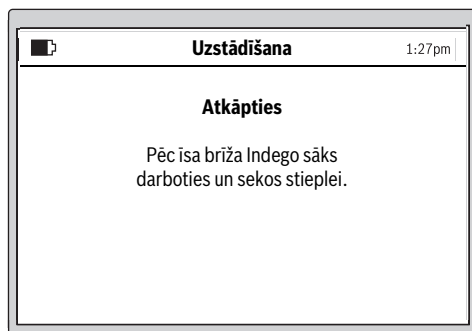 Uzstādīšana 1:27pm
Atkāpties
Pēc īsa brīža Indego sāks
darboties un sekos stieplei.